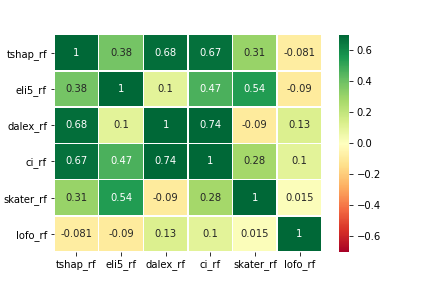 tshap_rf 1 0.38 0.68 0.67 0.31 -0.081
eli5_rf 0.38 1 0.1 0.47 0.54 -0.09
dalex_rf 0.68 0.1 1 0.74 -0.09 0.13
ci_rf 0.67 0.47 0.74 1 0.28 0.1
skater_rf 0.31 0.54 -0.09 0.28 1 0.015
lofo_rf -0.081 -0.09 0.13 0.1 0.015 1
tshap_rf eli5_rf dalex_rf ci_rf skater_rf lofo_rf
0.6
0.4
0.2
0.0
−0.2
−0.4
−0.6